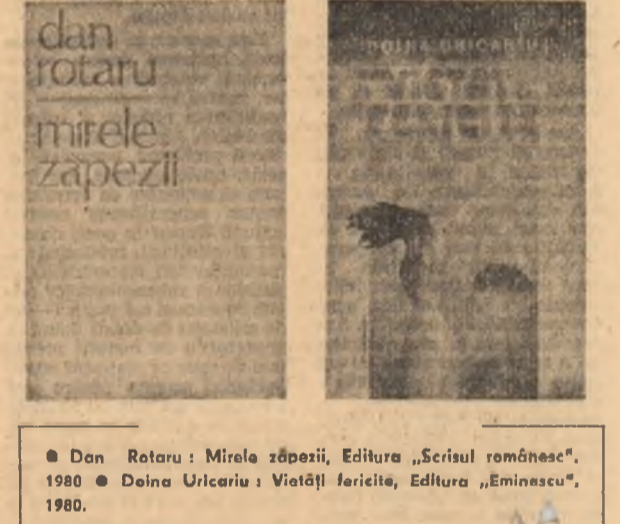 dan
rotaru
mirele
zăpezii
DOINA URICARIU
● Dan Rotaru : Mirele zăpezii, Editura „Scrisul românesc",
1980 ● Doina Uricariu : Vietăți fericite, Editura „Eminescu",
1980.